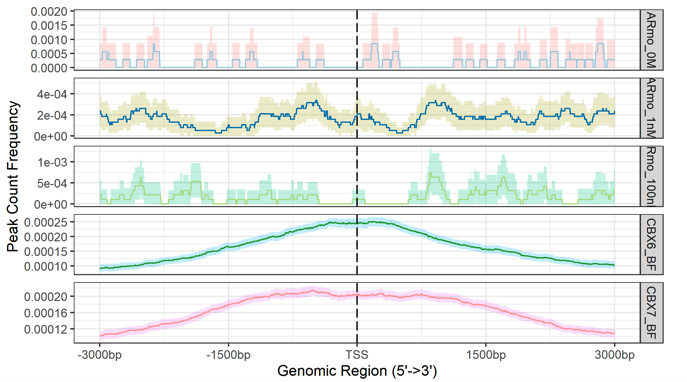 Peak Count Frequency
0.0020
0.0015
0.0010
0.0005
0.0000
ARmo_0M
4e-04
2e-04
0e+00
ARmo_1nM
1e-03
5e-04
0e+00
Rmo_100n
0.00025
0.00020
0.00015
0.00010
CBX6_BF
0.00020
0.00016
0.00012
CBX7_BF
-3000bp
-1500bp
TSS
1500bp
3000bp
Genomic Region (5'->3')